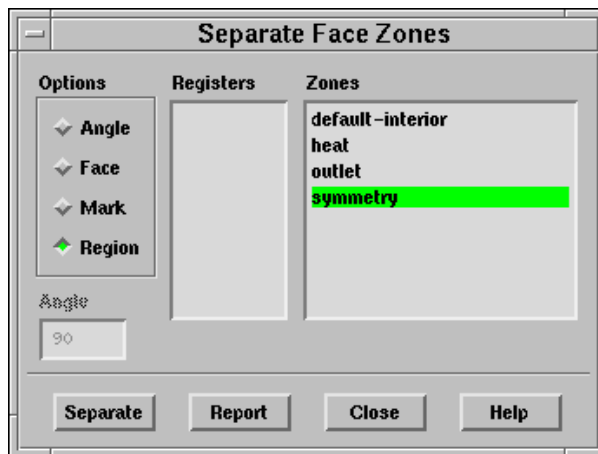 Separate Face Zones
Options
Angle
Face
Mark
Region
Angle
90
Registers
Zones
default-interior
heat
outlet
symmetry
Separate
Report
Close
Help